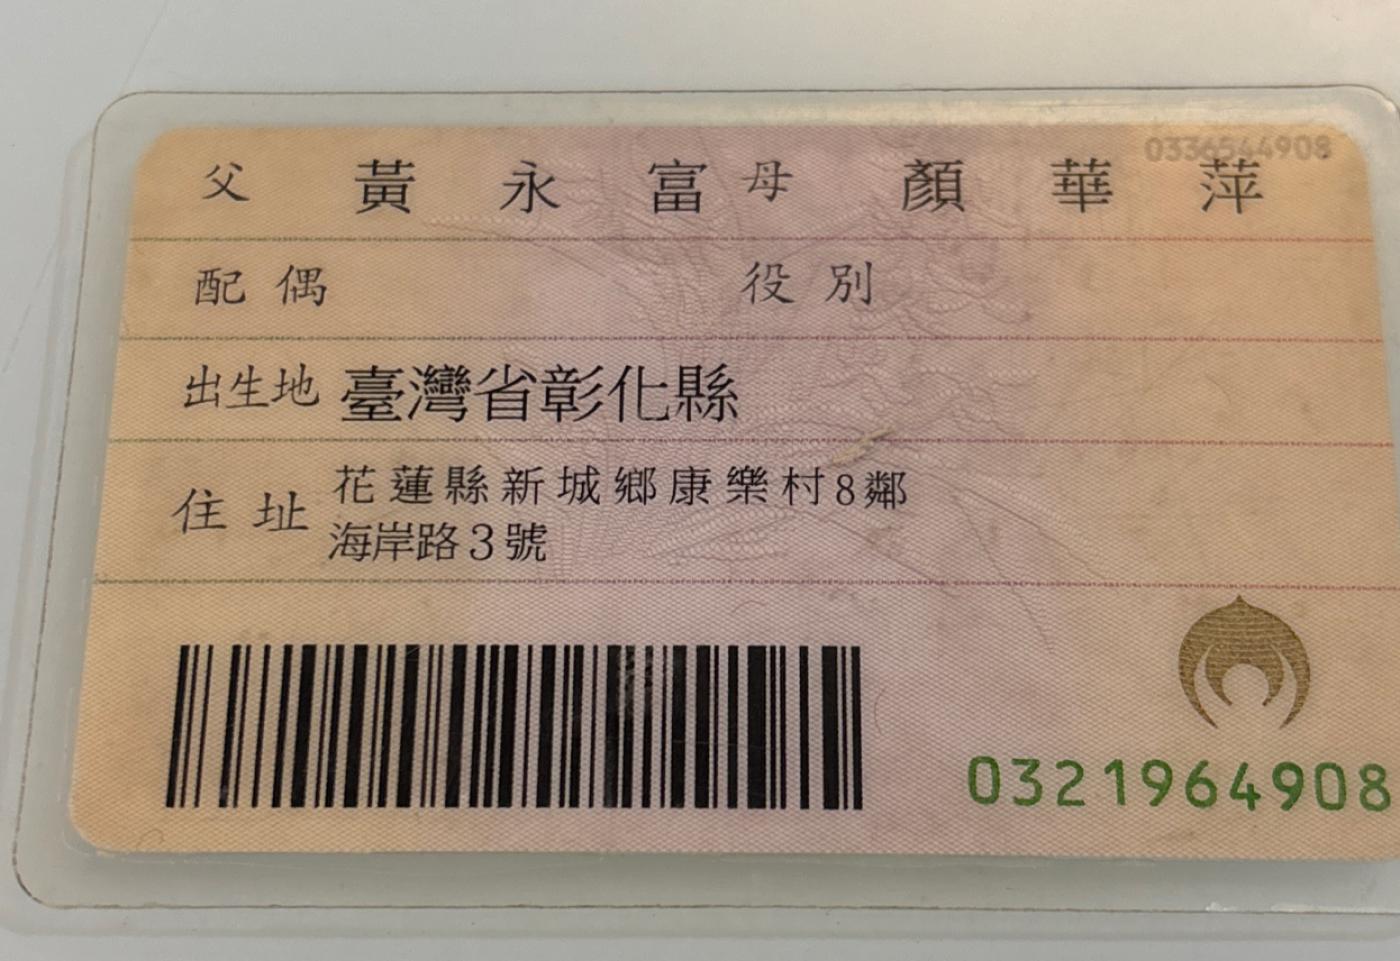 0336544908
父 黃永富 母 顏華萍
配偶 役別
出生地 臺灣省彰化縣
住址 花蓮縣新城鄉康樂村8鄰
海岸路3號
0321964908